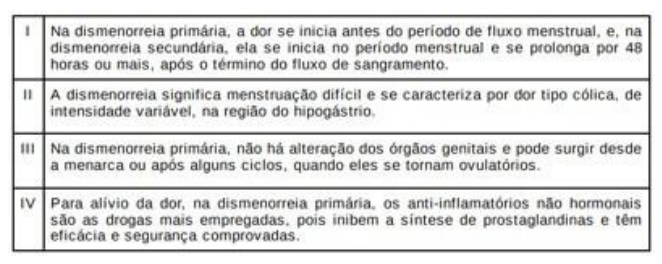 I Na dismenorreia primária, a dor se inicia antes do período de fluxo menstrual, e, na
dismenorreia secundária, ela se inicia no período menstrual e se prolonga por 48
horas ou mais, após o término do fluxo de sangramento.
II A dismenorreia significa menstruação difícil e se caracteriza por dor tipo cólica, de
intensidade variável, na região do hipogástrio.
III Na dismenorreia primária, não há alteração dos órgãos genitais e pode surgir desde
a menarca ou após alguns ciclos, quando eles se tornam ovulatórios.
IV Para alívio da dor, na dismenorreia primária, os anti-inflamatórios não hormonais
são as drogas mais empregadas, pois inibem a síntese de prostaglandinas e têm
eficácia e segurança comprovadas.